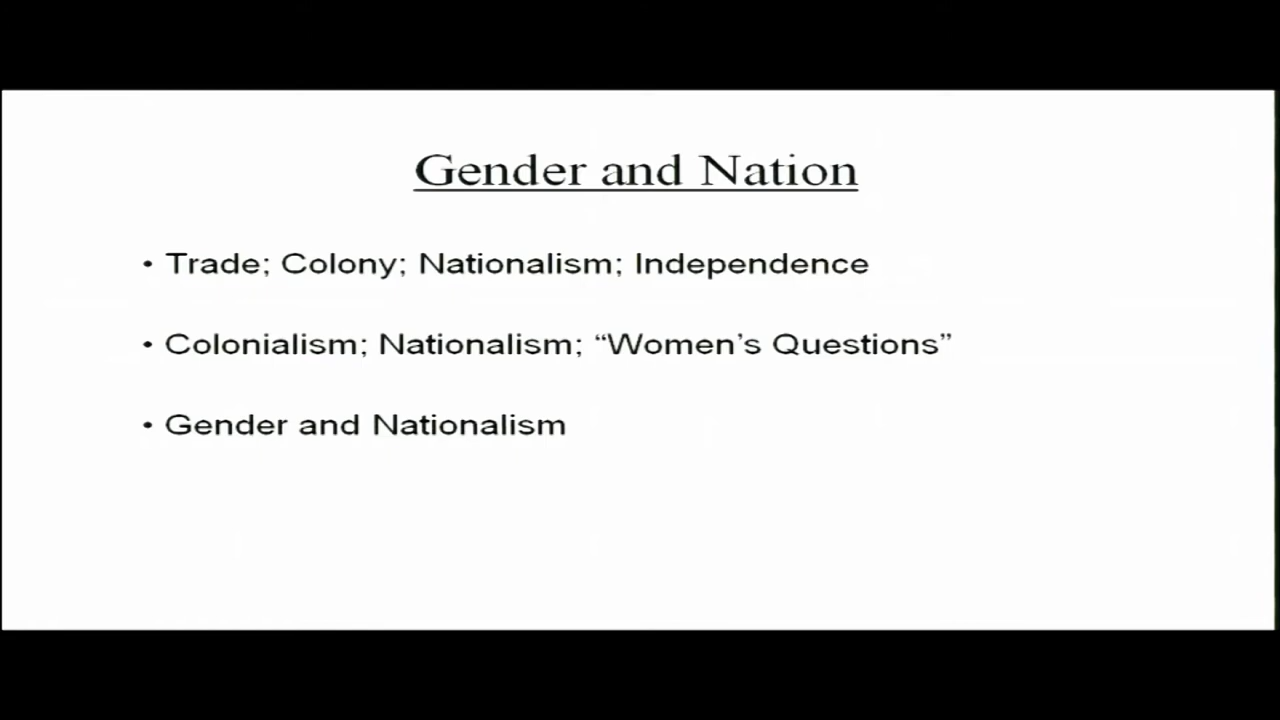 Gender and Nation
• Trade; Colony; Nationalism; Independence
• Colonialism; Nationalism; “Women’s Questions”
• Gender and Nationalism